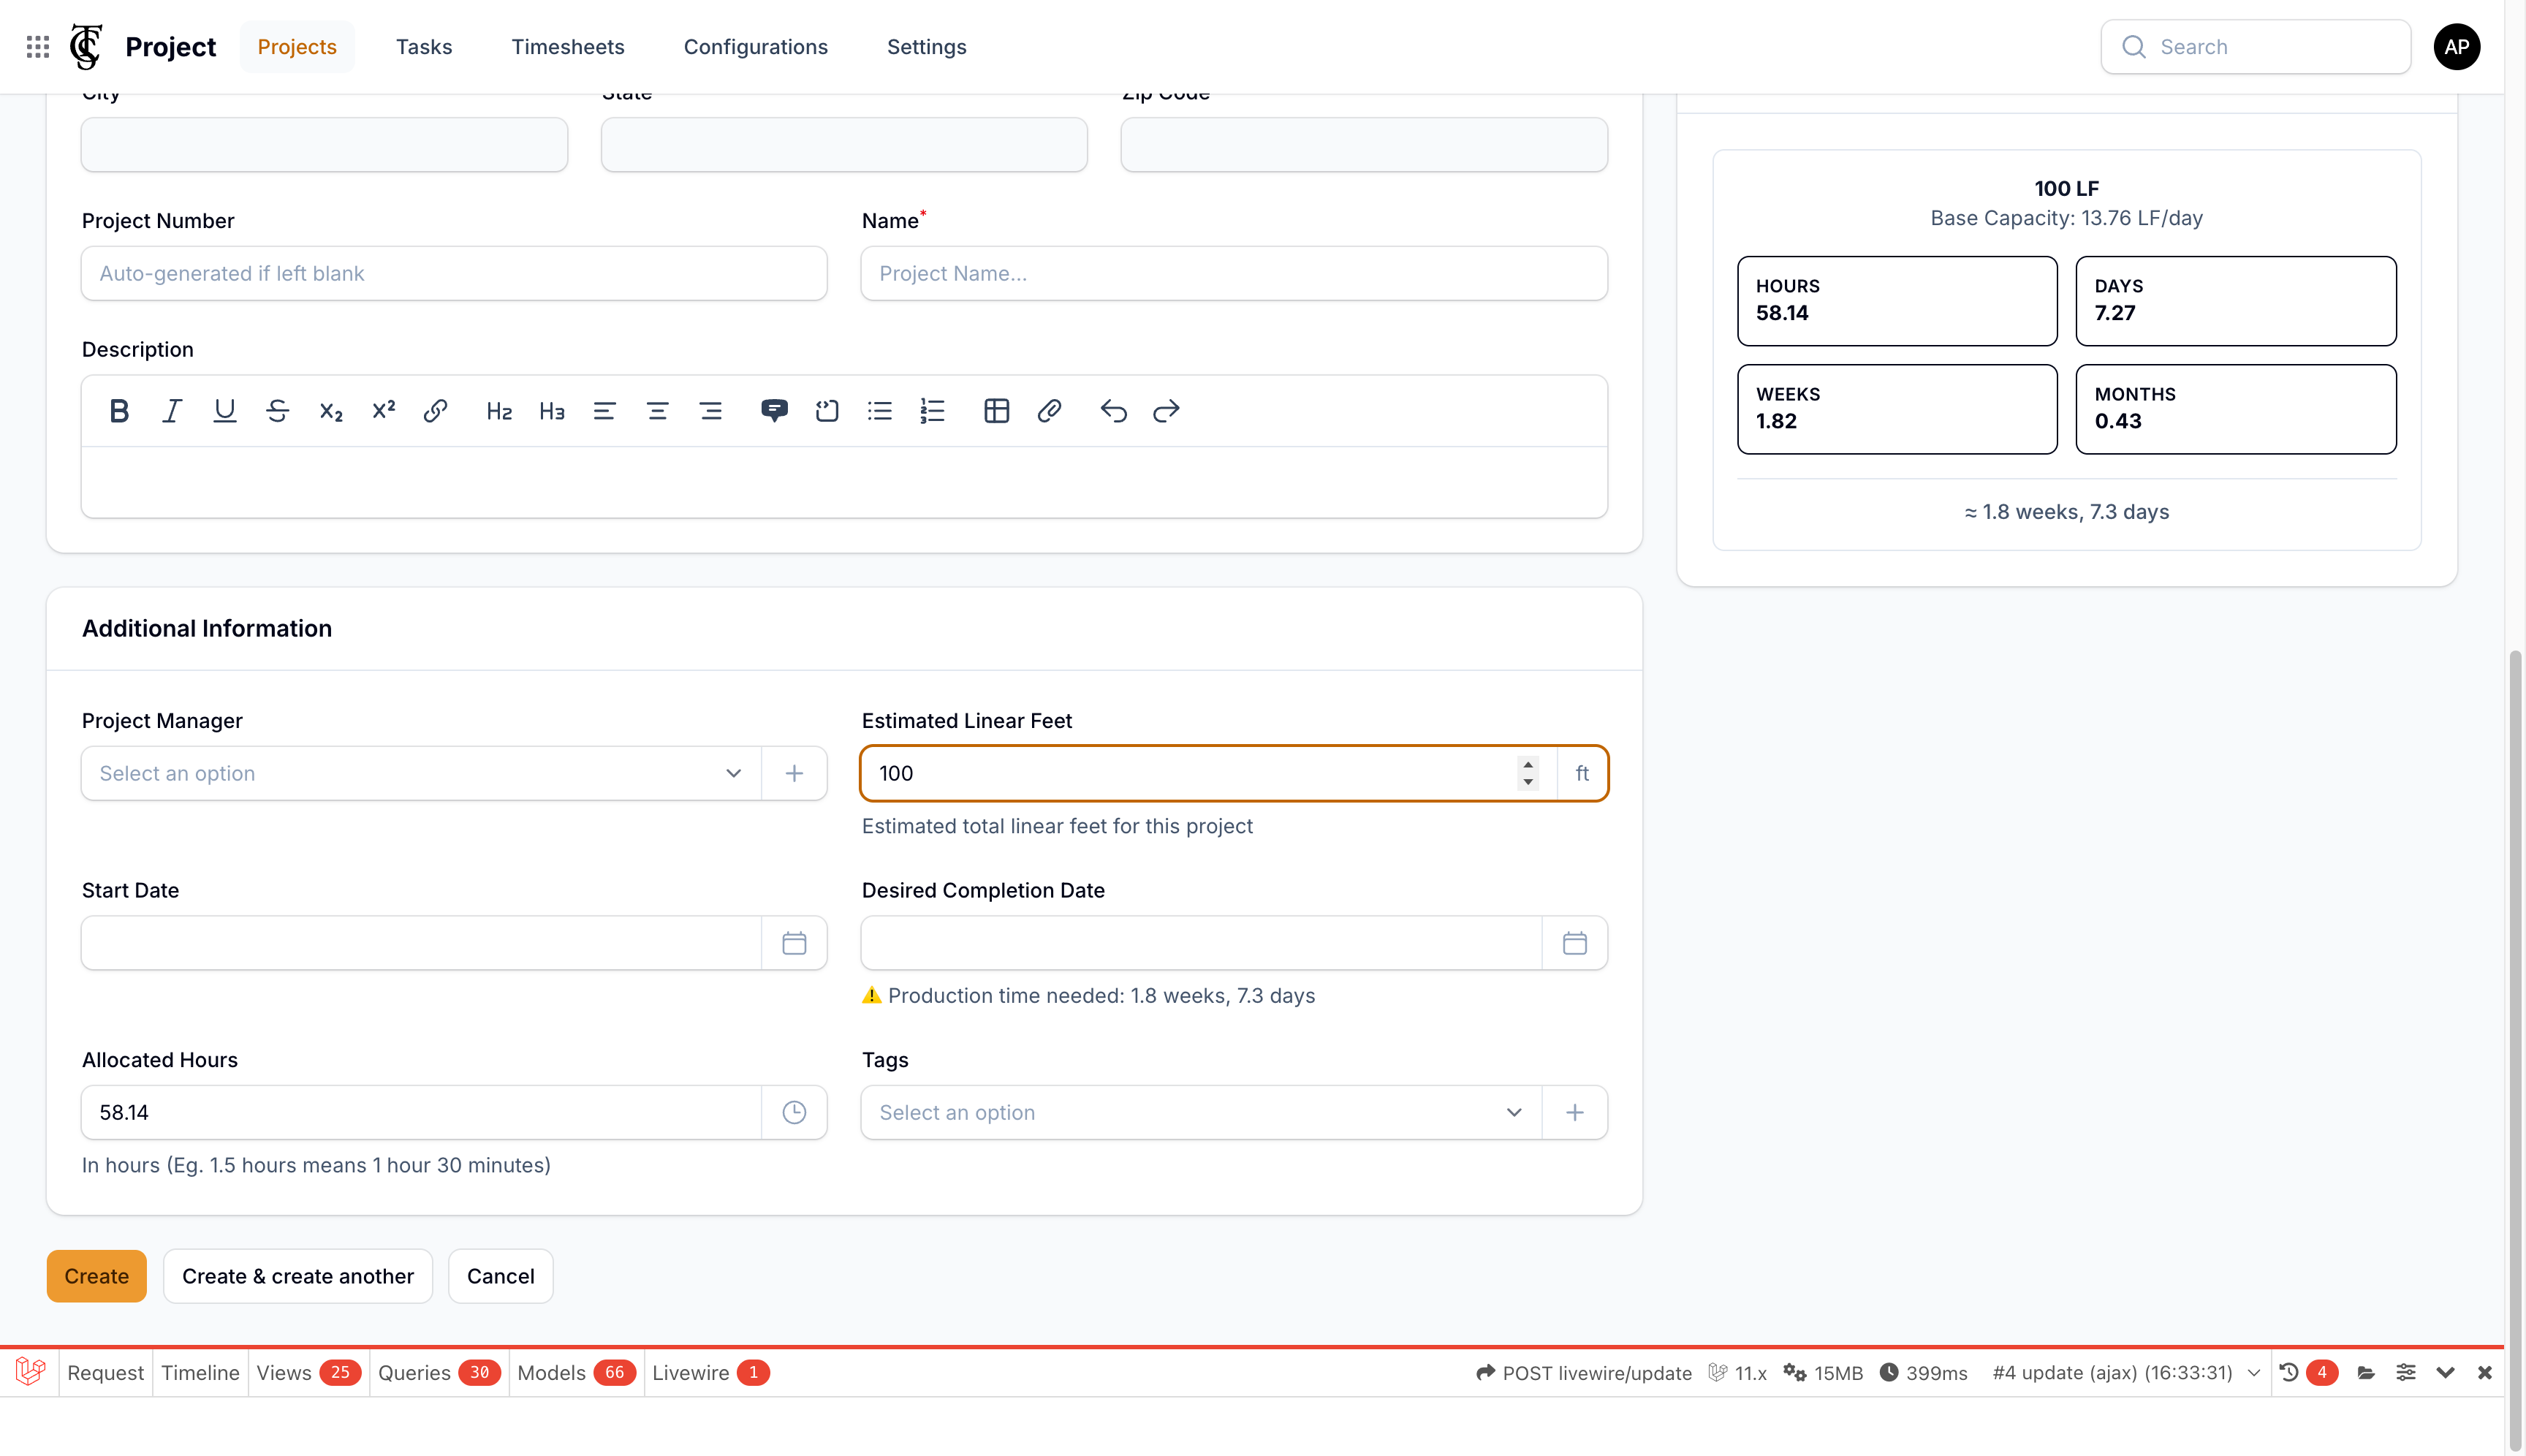 Project
Projects
Tasks
Timesheets
Configurations
Settings
Search
AP
City
State
Zip Code
Project Number
Name*
Auto-generated if left blank
Project Name...
Description
H2
H3
Additional Information
Project Manager
Estimated Linear Feet
Select an option
100
ft
Estimated total linear feet for this project
Start Date
Desired Completion Date
⚠ Production time needed: 1.8 weeks, 7.3 days
Allocated Hours
Tags
58.14
Select an option
In hours (Eg. 1.5 hours means 1 hour 30 minutes)
Create
Create & create another
Cancel
100 LF
Base Capacity: 13.76 LF/day
HOURS
58.14
DAYS
7.27
WEEKS
1.82
MONTHS
0.43
≈ 1.8 weeks, 7.3 days
Request
Timeline
Views 25
Queries 30
Models 66
Livewire 1
POST livewire/update
11.x
15MB
399ms
#4 update (ajax) (16:33:31)
4